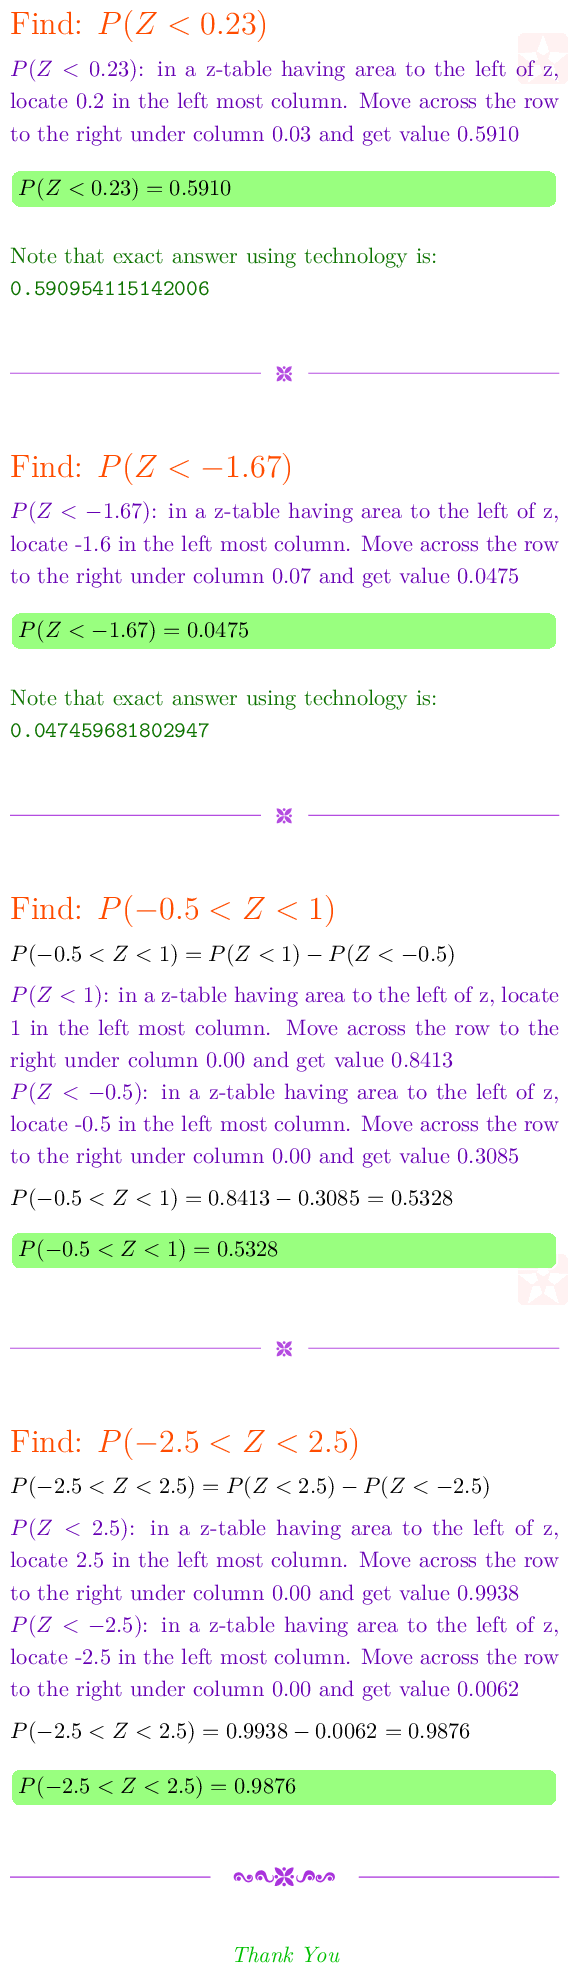 Find: P(Z < 0.23)
P(Z < 0.23): in a z-table having area to the left of z,
locate 0.2 in the left most column. Move across the row
to the right under column 0.03 and get value 0.5910
P(Z < 0.23) = 0.5910
Note that exact answer using technology is:
0.590954115142006
Find: P(Z < −1.67)
P(Z < −1.67): in a z-table having area to the left of z,
locate -1.6 in the left most column. Move across the row
to the right under column 0.07 and get value 0.0475
P(Z < −1.67) = 0.0475
Note that exact answer using technology is:
0.047459681802947
Find: P(−0.5 < Z < 1)
P(−0.5 < Z < 1) = P(Z < 1) − P(Z < −0.5)
P(Z < 1): in a z-table having area to the left of z, locate
1 in the left most column. Move across the row to the
right under column 0.00 and get value 0.8413
P(Z < −0.5): in a z-table having area to the left of z,
locate -0.5 in the left most column. Move across the row
to the right under column 0.00 and get value 0.3085
P(−0.5 < Z < 1) = 0.8413 − 0.3085 = 0.5328
P(−0.5 < Z < 1) = 0.5328
Find: P(−2.5 < Z < 2.5)
P(−2.5 < Z < 2.5) = P(Z < 2.5) − P(Z < −2.5)
P(Z < 2.5): in a z-table having area to the left of z,
locate 2.5 in the left most column. Move across the row
to the right under column 0.00 and get value 0.9938
P(Z < −2.5): in a z-table having area to the left of z,
locate -2.5 in the left most column. Move across the row
to the right under column 0.00 and get value 0.0062
P(−2.5 < Z < 2.5) = 0.9938 − 0.0062 = 0.9876
P(−2.5 < Z < 2.5) = 0.9876
Thank You